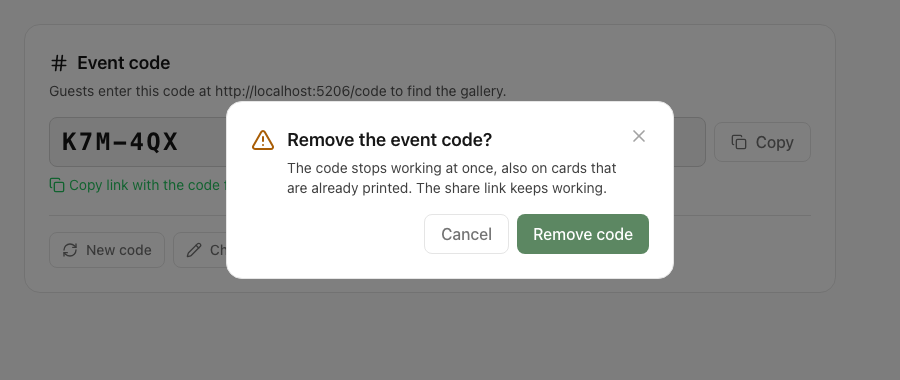 # Event code
Guests enter this code at http://localhost:5206/code to find the gallery.
K7M–4QX
Copy
Copy link with the code
New code
Remove the event code?
The code stops working at once, also on cards that
are already printed. The share link keeps working.
Cancel
Remove code